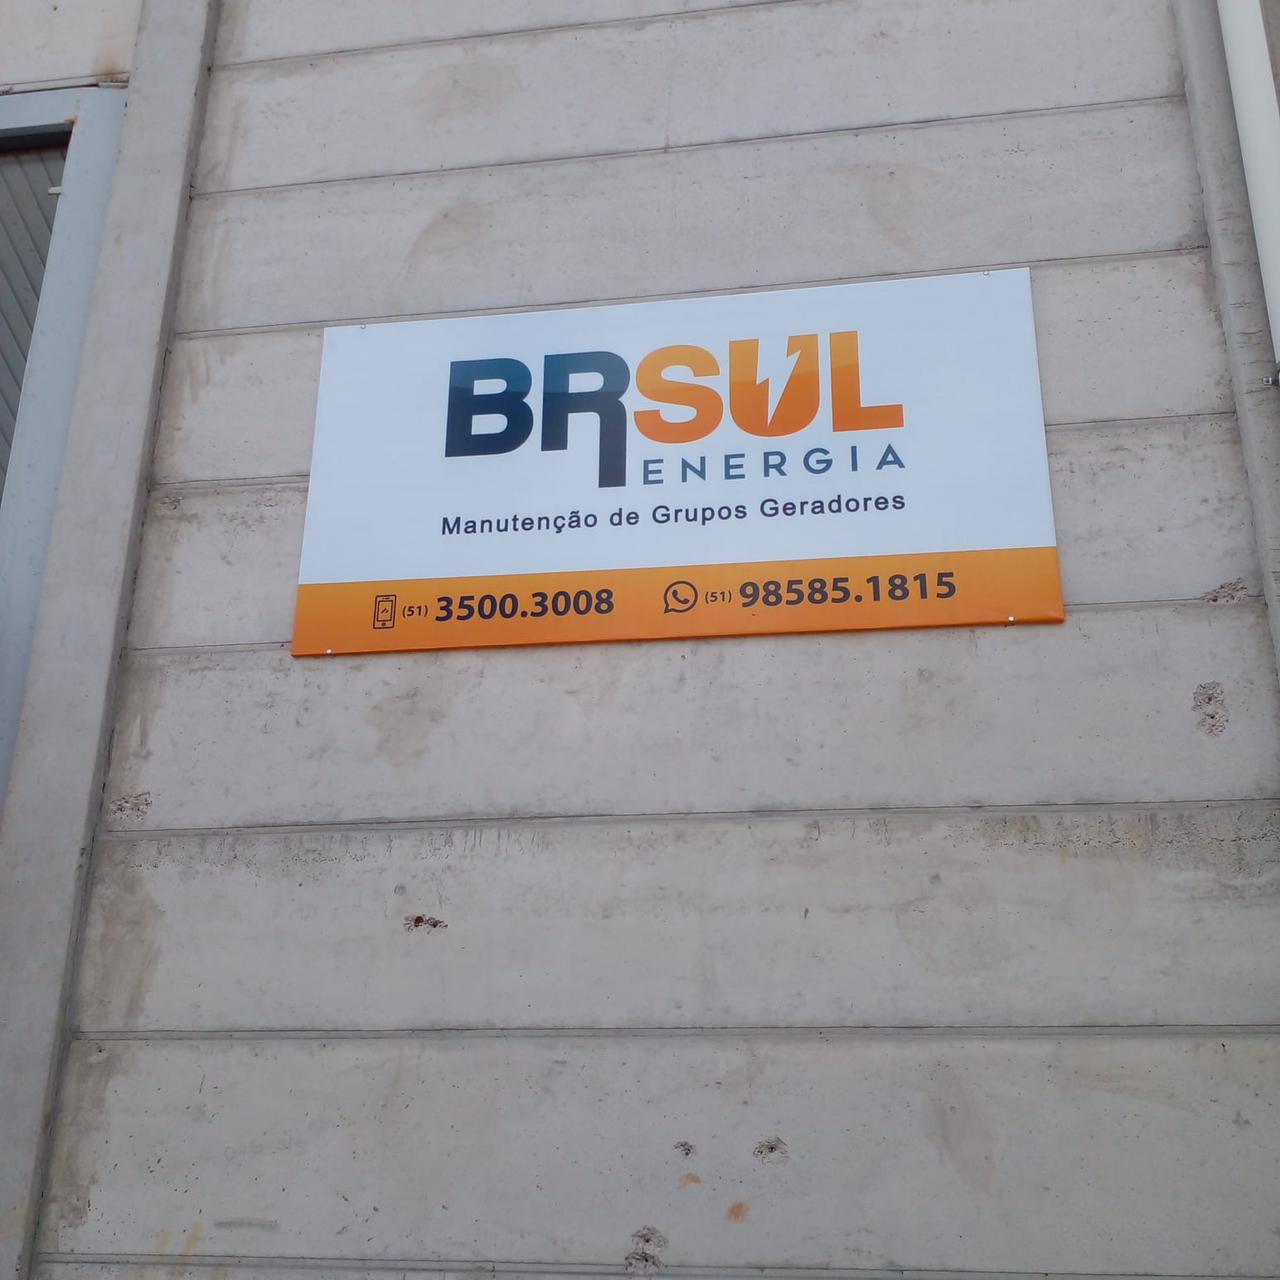 BRSUL
ENERGIA
Manutenção de Grupos Geradores
(51) 3500.3008 (51) 98585.1815